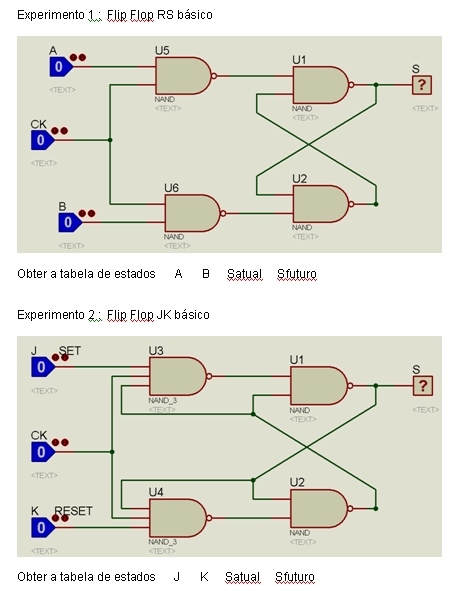 Experimento 1 : Flip Flop RS básico
A
U5
U1
S
0
?
<TEXT>
NAND
<TEXT>
NAND
<TEXT>
<TEXT>
CK
0
<TEXT>
U6
U2
B
0
<TEXT>
NAND
<TEXT>
NAND
<TEXT>
Obter a tabela de estados A B Satual Sfuturo
Experimento 2 : Flip Flop JK básico
J SET
U3
U1
S
0
?
<TEXT>
NAND_3
<TEXT>
NAND
<TEXT>
<TEXT>
CK
0
<TEXT>
U4
U2
K RESET
0
<TEXT>
NAND_3
<TEXT>
NAND
<TEXT>
Obter a tabela de estados J K Satual Sfuturo